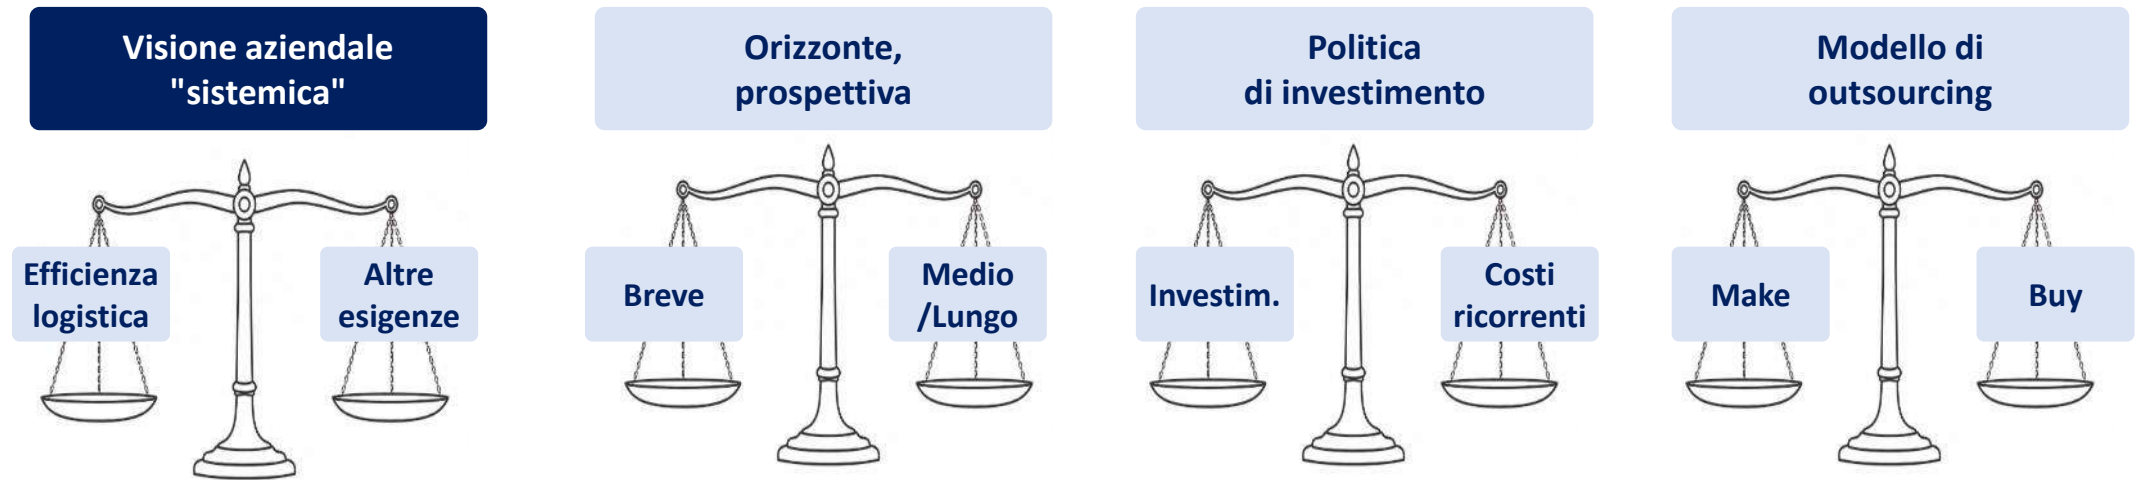 Visione aziendale
"sistemica"
Orizzonte,
prospettiva
Politica
di investimento
Modello di
outsourcing
Efficienza
logistica
Altre
esigenze
Breve
Medio
/Lungo
Investim.
Costi
ricorrenti
Make
Buy